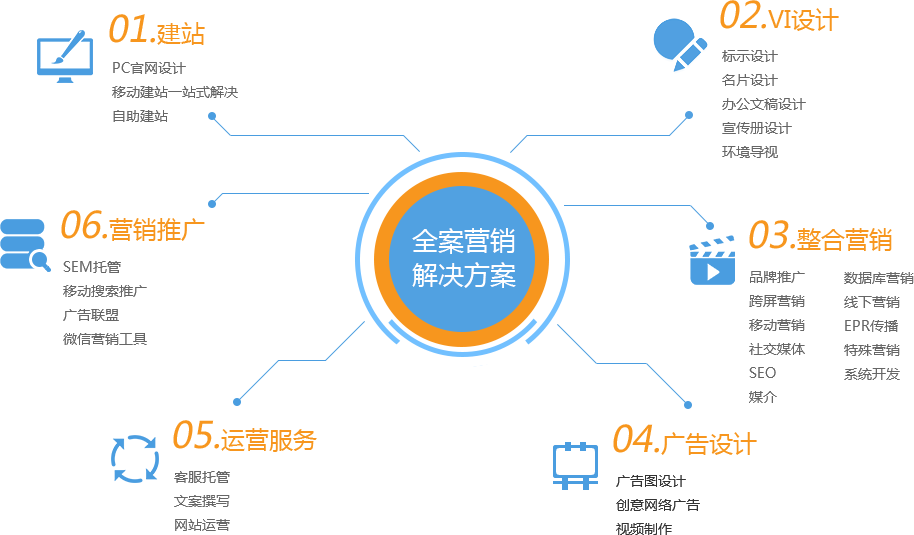 01.建站
PC官网设计
移动建站一站式解决
自助建站
02.VI设计
标示设计
名片设计
办公文稿设计
宣传册设计
环境导视
全案营销
解决方案
03.整合营销
品牌推广
跨屏营销
移动营销
社交媒体
SEO
媒介
数据库营销
线下营销
EPR传播
特殊营销
系统开发
04.广告设计
广告图设计
创意网络广告
视频制作
05.运营服务
客服托管
文案撰写
网站运营
06.营销推广
SEM托管
移动搜索推广
广告联盟
微信营销工具